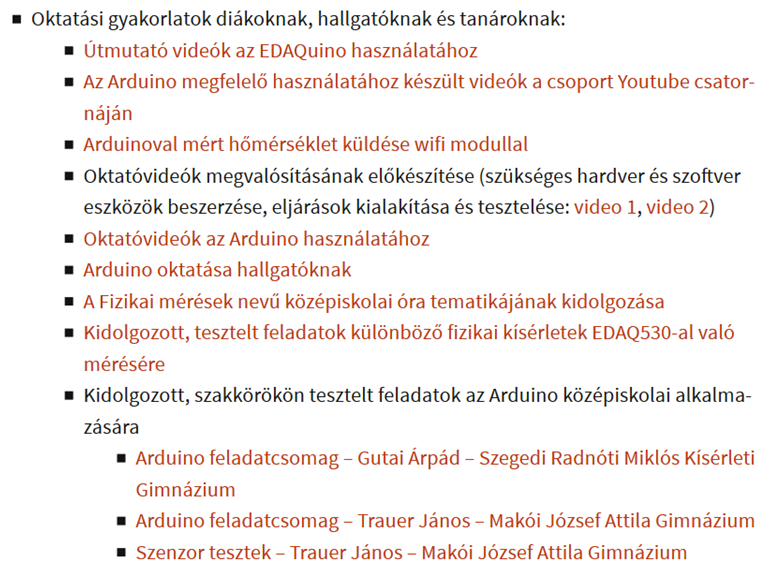 Oktatási gyakorlatok diákoknak, hallgatóknak és tanároknak:
Útmutató videók az EDAQuino használatához
Az Arduino megfelelő használatához készült videók a csoport Youtube csator-
náján
Arduinoval mért hőmérséklet küldése wifi modullal
Oktatóvideók megvalósításának előkészítése (szükséges hardver és szoftver
eszközök beszerzése, eljárások kialakítása és tesztelése: video 1, video 2)
Oktatóvideók az Arduino használatához
Arduino oktatása hallgatóknak
A Fizikai mérések nevű középiskolai óra tematikájának kidolgozása
Kidolgozott, tesztelt feladatok különböző fizikai kísérletek EDAQ530-al való
mérésére
Kidolgozott, szakkörökön tesztelt feladatok az Arduino középiskolai alkalma-
zására
Arduino feladatcsomag – Gutai Árpád – Szegedi Radnóti Miklós Kísérleti
Gimnázium
Arduino feladatcsomag – Trauer János – Makói József Attila Gimnázium
Szenzor tesztek – Trauer János – Makói József Attila Gimnázium